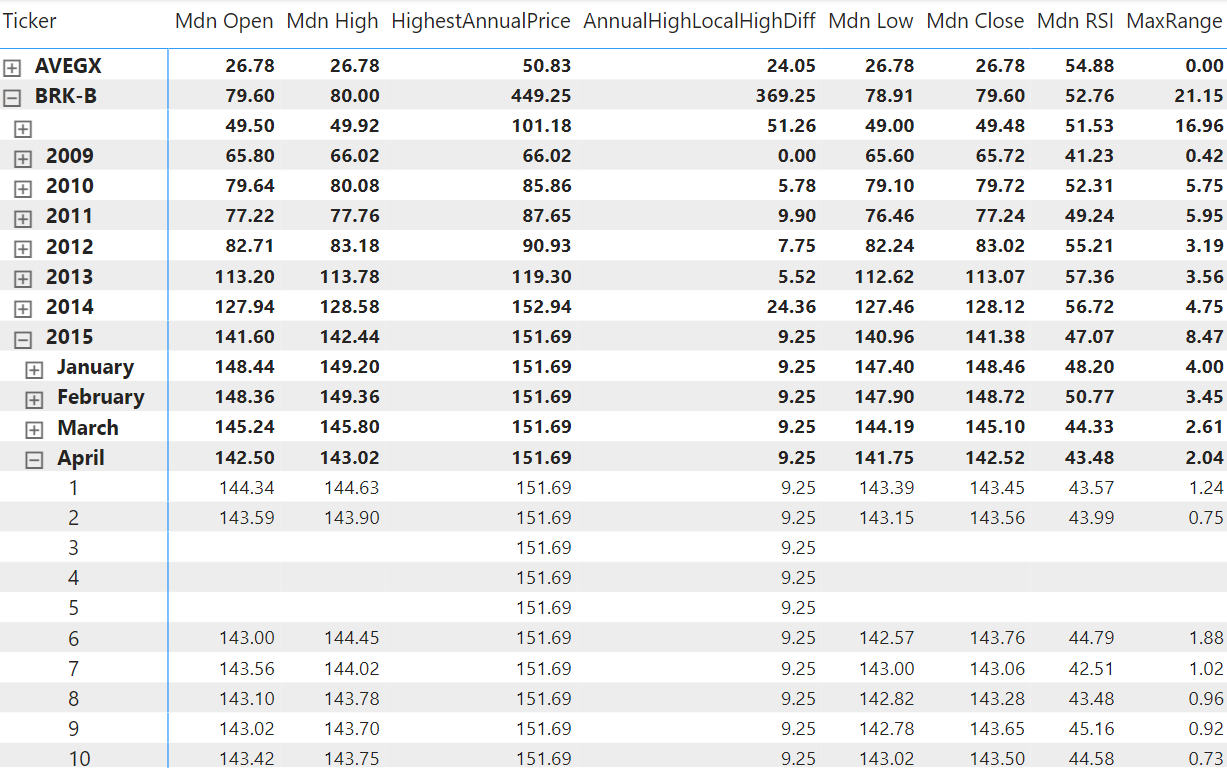 Ticker Mdn Open Mdn High HighestAnnualPrice AnnualHighLocalHighDiff Mdn Low Mdn Close Mdn RSI MaxRange
AVEGX 26.78 26.78 50.83 24.05 26.78 26.78 54.88 0.00
BRK-B 79.60 80.00 449.25 369.25 78.91 79.60 52.76 21.15
49.50 49.92 101.18 51.26 49.00 49.48 51.53 16.96
2009 65.80 66.02 66.02 0.00 65.60 65.72 41.23 0.42
2010 79.64 80.08 85.86 5.78 79.10 79.72 52.31 5.75
2011 77.22 77.76 87.65 9.90 76.46 77.24 49.24 5.95
2012 82.71 83.18 90.93 7.75 82.24 83.02 55.21 3.19
2013 113.20 113.78 119.30 5.52 112.62 113.07 57.36 3.56
2014 127.94 128.58 152.94 24.36 127.46 128.12 56.72 4.75
2015 141.60 142.44 151.69 9.25 140.96 141.38 47.07 8.47
January 148.44 149.20 151.69 9.25 147.40 148.46 48.20 4.00
February 148.36 149.36 151.69 9.25 147.90 148.72 50.77 3.45
March 145.24 145.80 151.69 9.25 144.19 145.10 44.33 2.61
April 142.50 143.02 151.69 9.25 141.75 142.52 43.48 2.04
1 144.34 144.63 151.69 9.25 143.39 143.45 43.57 1.24
2 143.59 143.90 151.69 9.25 143.15 143.56 43.99 0.75
3 151.69 9.25
4 151.69 9.25
5 151.69 9.25
6 143.00 144.45 151.69 9.25 142.57 143.76 44.79 1.88
7 143.56 144.02 151.69 9.25 143.00 143.06 42.51 1.02
8 143.10 143.78 151.69 9.25 142.82 143.28 43.48 0.96
9 143.02 143.70 151.69 9.25 142.78 143.65 45.16 0.92
10 143.42 143.75 151.69 9.25 143.02 143.50 44.58 0.73